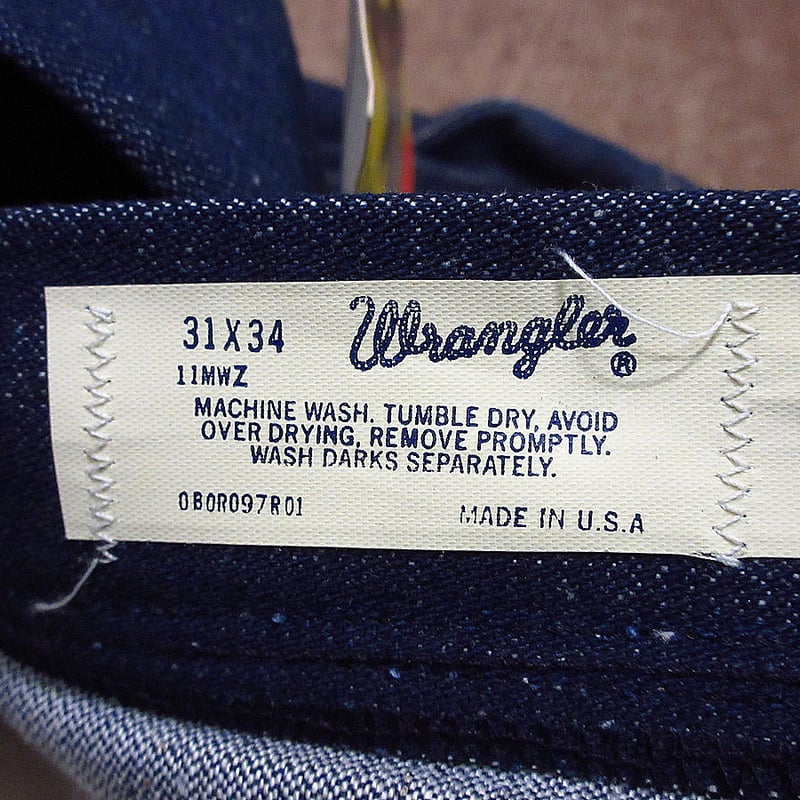 31X34 Wrangler®
11MWZ
MACHINE WASH. TUMBLE DRY, AVOID
OVER DRYING, REMOVE PROMPTLY.
WASH DARKS SEPARATELY.
0B0R097R01 MADE IN U.S.A